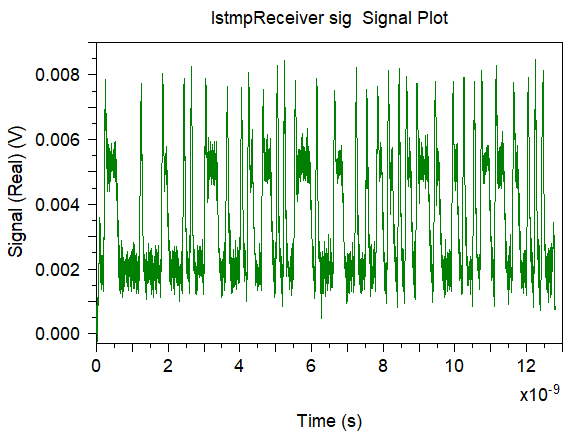 lstmpReceiver sig  Signal Plot
Signal (Real) (V)
0.008
0.006
0.004
0.002
0.000
0 2 4 6 8 10 12
x10-9
Time (s)